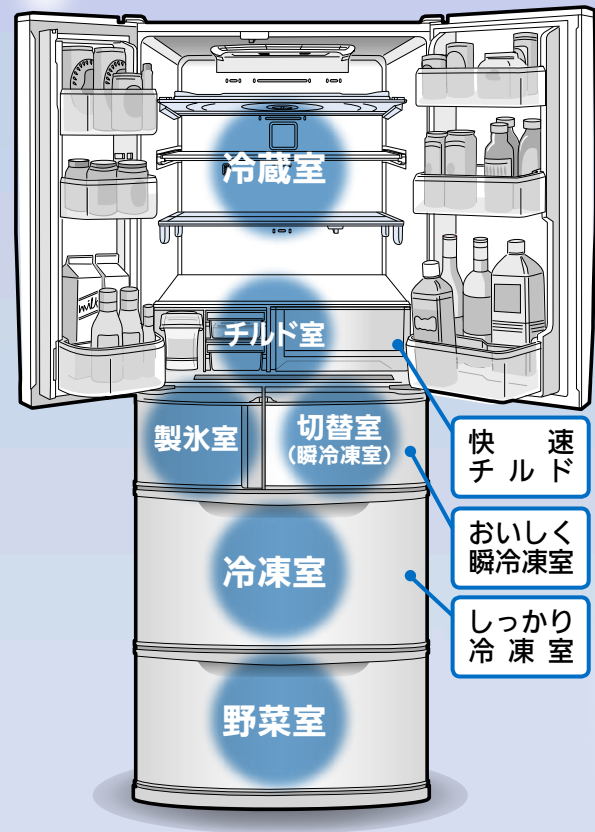 冷蔵室
milk
チルド室
製氷室
切替室
(瞬冷凍室)
快速
チルド
おいしく
瞬冷凍室
冷凍室
しっかり
冷凍室
野菜室